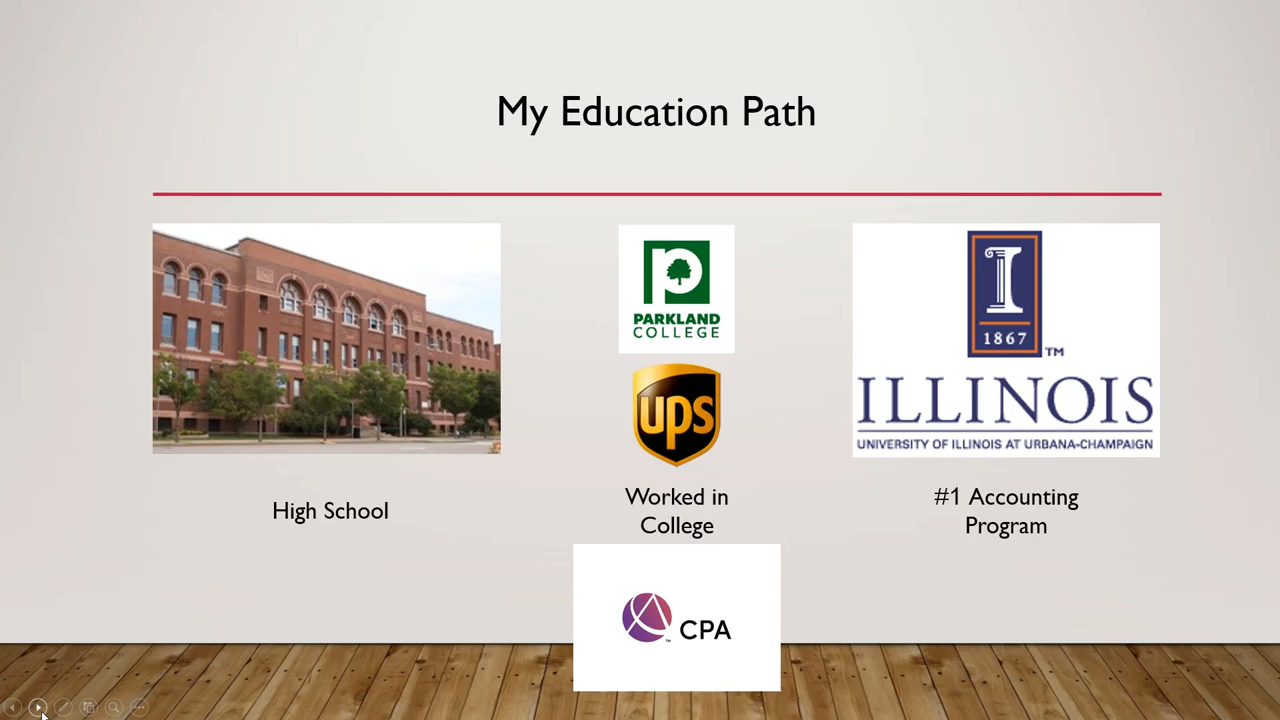 My Education Path
High School
PARKLAND
COLLEGE
ups
Worked in
College
1867
TM
ILLINOIS
UNIVERSITY OF ILLINOIS AT URBANA-CHAMPAIGN
#1 Accounting
Program
CPA